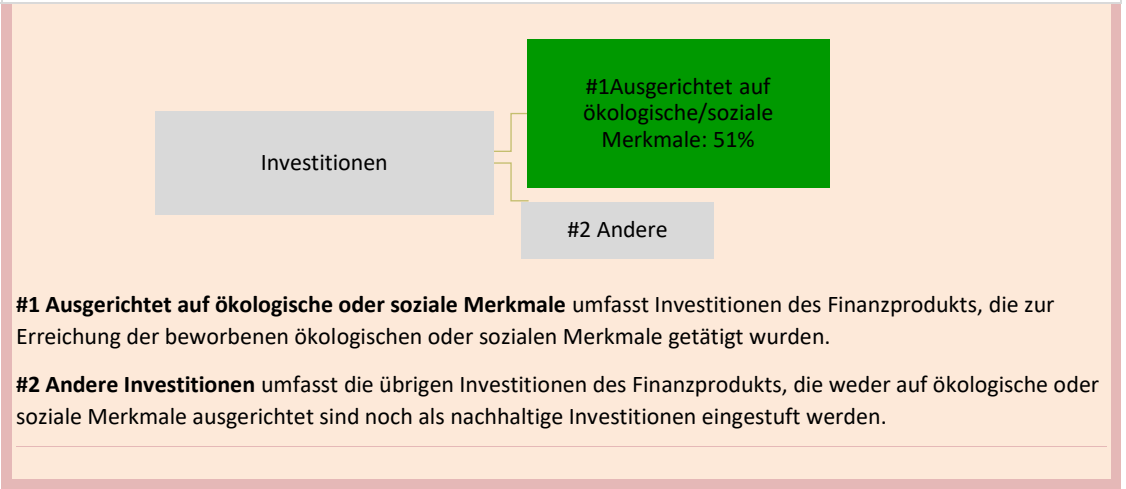 #1Ausgerichtet auf
ökologische/soziale
Merkmale: 51%
Investitionen
#2 Andere
#1 Ausgerichtet auf ökologische oder soziale Merkmale umfasst Investitionen des Finanzprodukts, die zur
Erreichung der beworbenen ökologischen oder sozialen Merkmale getätigt wurden.
#2 Andere Investitionen umfasst die übrigen Investitionen des Finanzprodukts, die weder auf ökologische oder
soziale Merkmale ausgerichtet sind noch als nachhaltige Investitionen eingestuft werden.